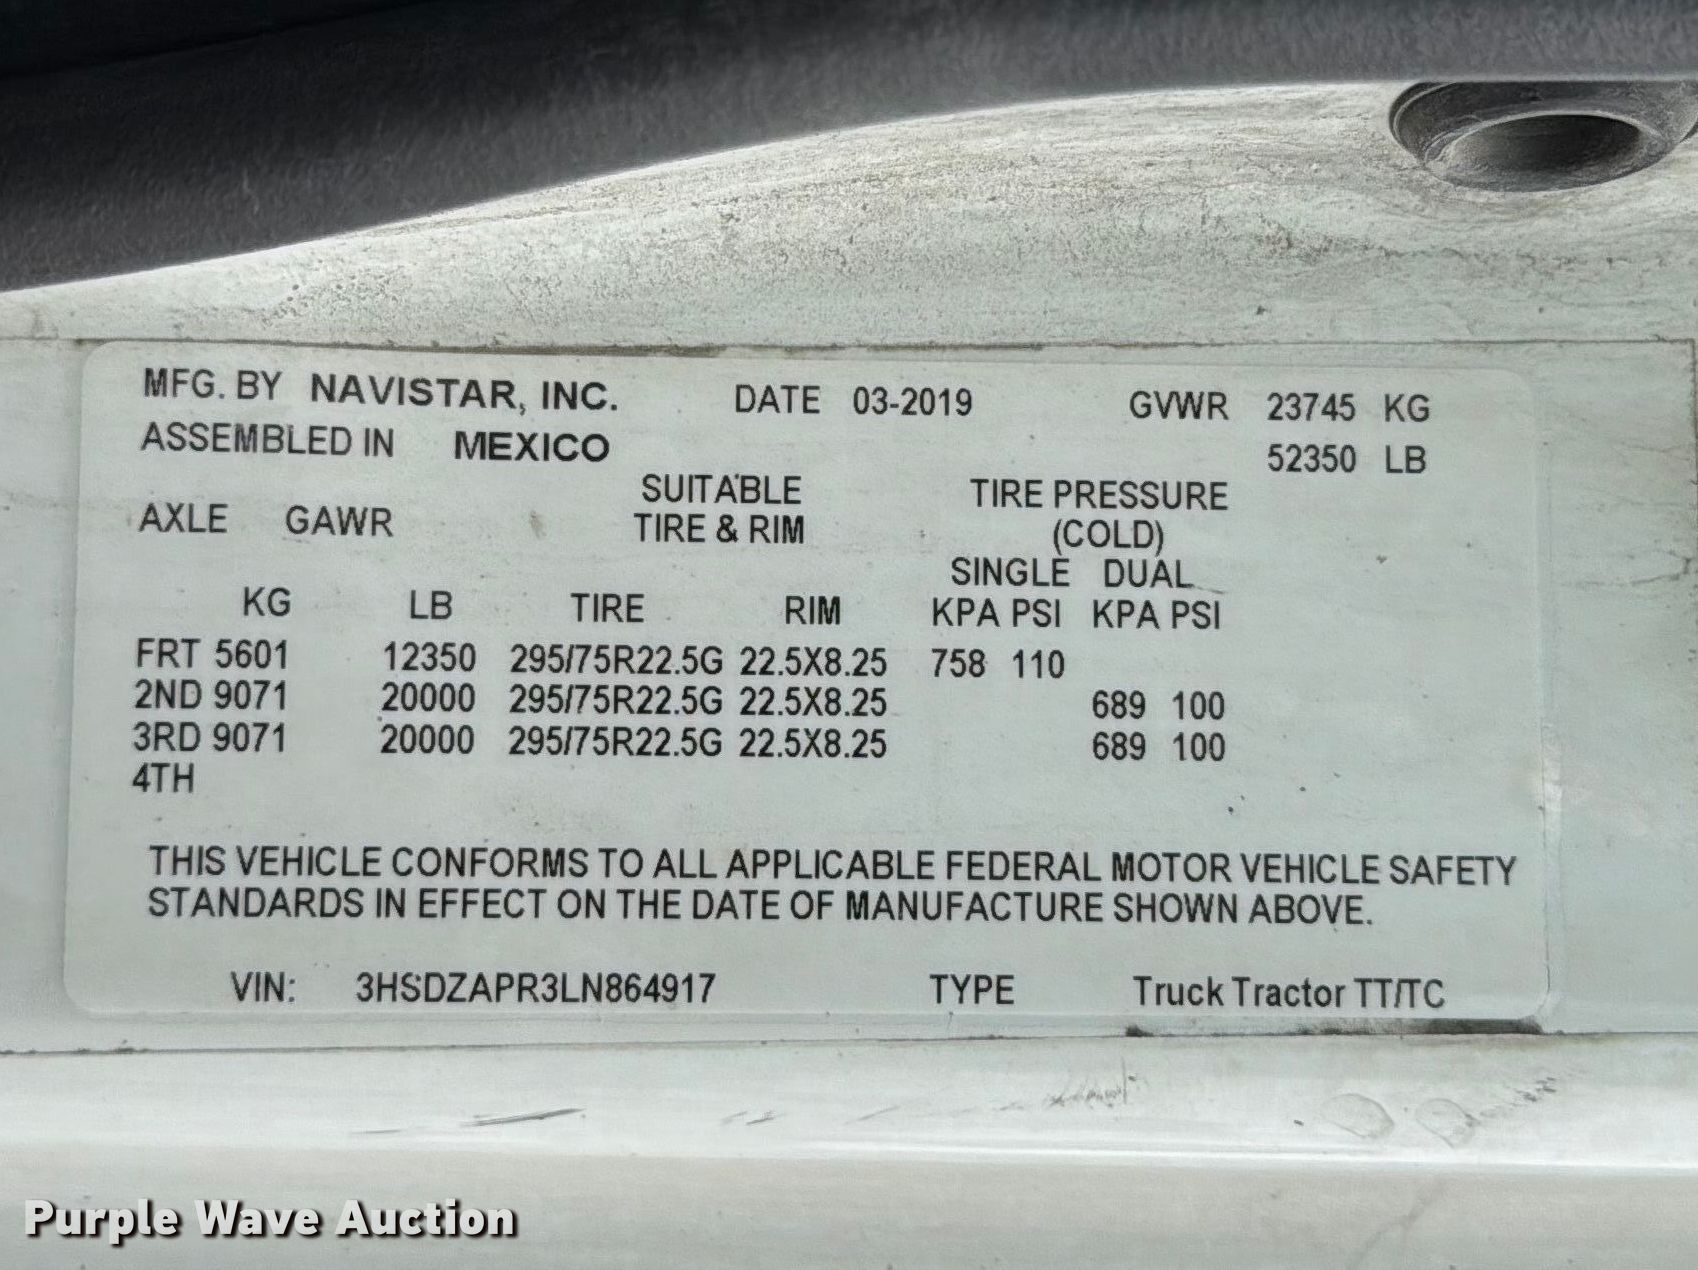 MFG. BY NAVISTAR, INC. DATE 03-2019 GVWR 23745 KG
ASSEMBLED IN MEXICO 52350 LB
SUITABLE TIRE PRESSURE
AXLE GAWR TIRE & RIM (COLD)
SINGLE DUAL
KG LB TIRE RIM KPA PSI KPA PSI
FRT 5601 12350 295/75R22.5G 22.5X8.25 758 110
2ND 9071 20000 295/75R22.5G 22.5X8.25 689 100
3RD 9071 20000 295/75R22.5G 22.5X8.25 689 100
4TH
THIS VEHICLE CONFORMS TO ALL APPLICABLE FEDERAL MOTOR VEHICLE SAFETY
STANDARDS IN EFFECT ON THE DATE OF MANUFACTURE SHOWN ABOVE.
VIN: 3HSDZAPR3LN864917 TYPE Truck Tractor TT/TC
Purple Wave Auction